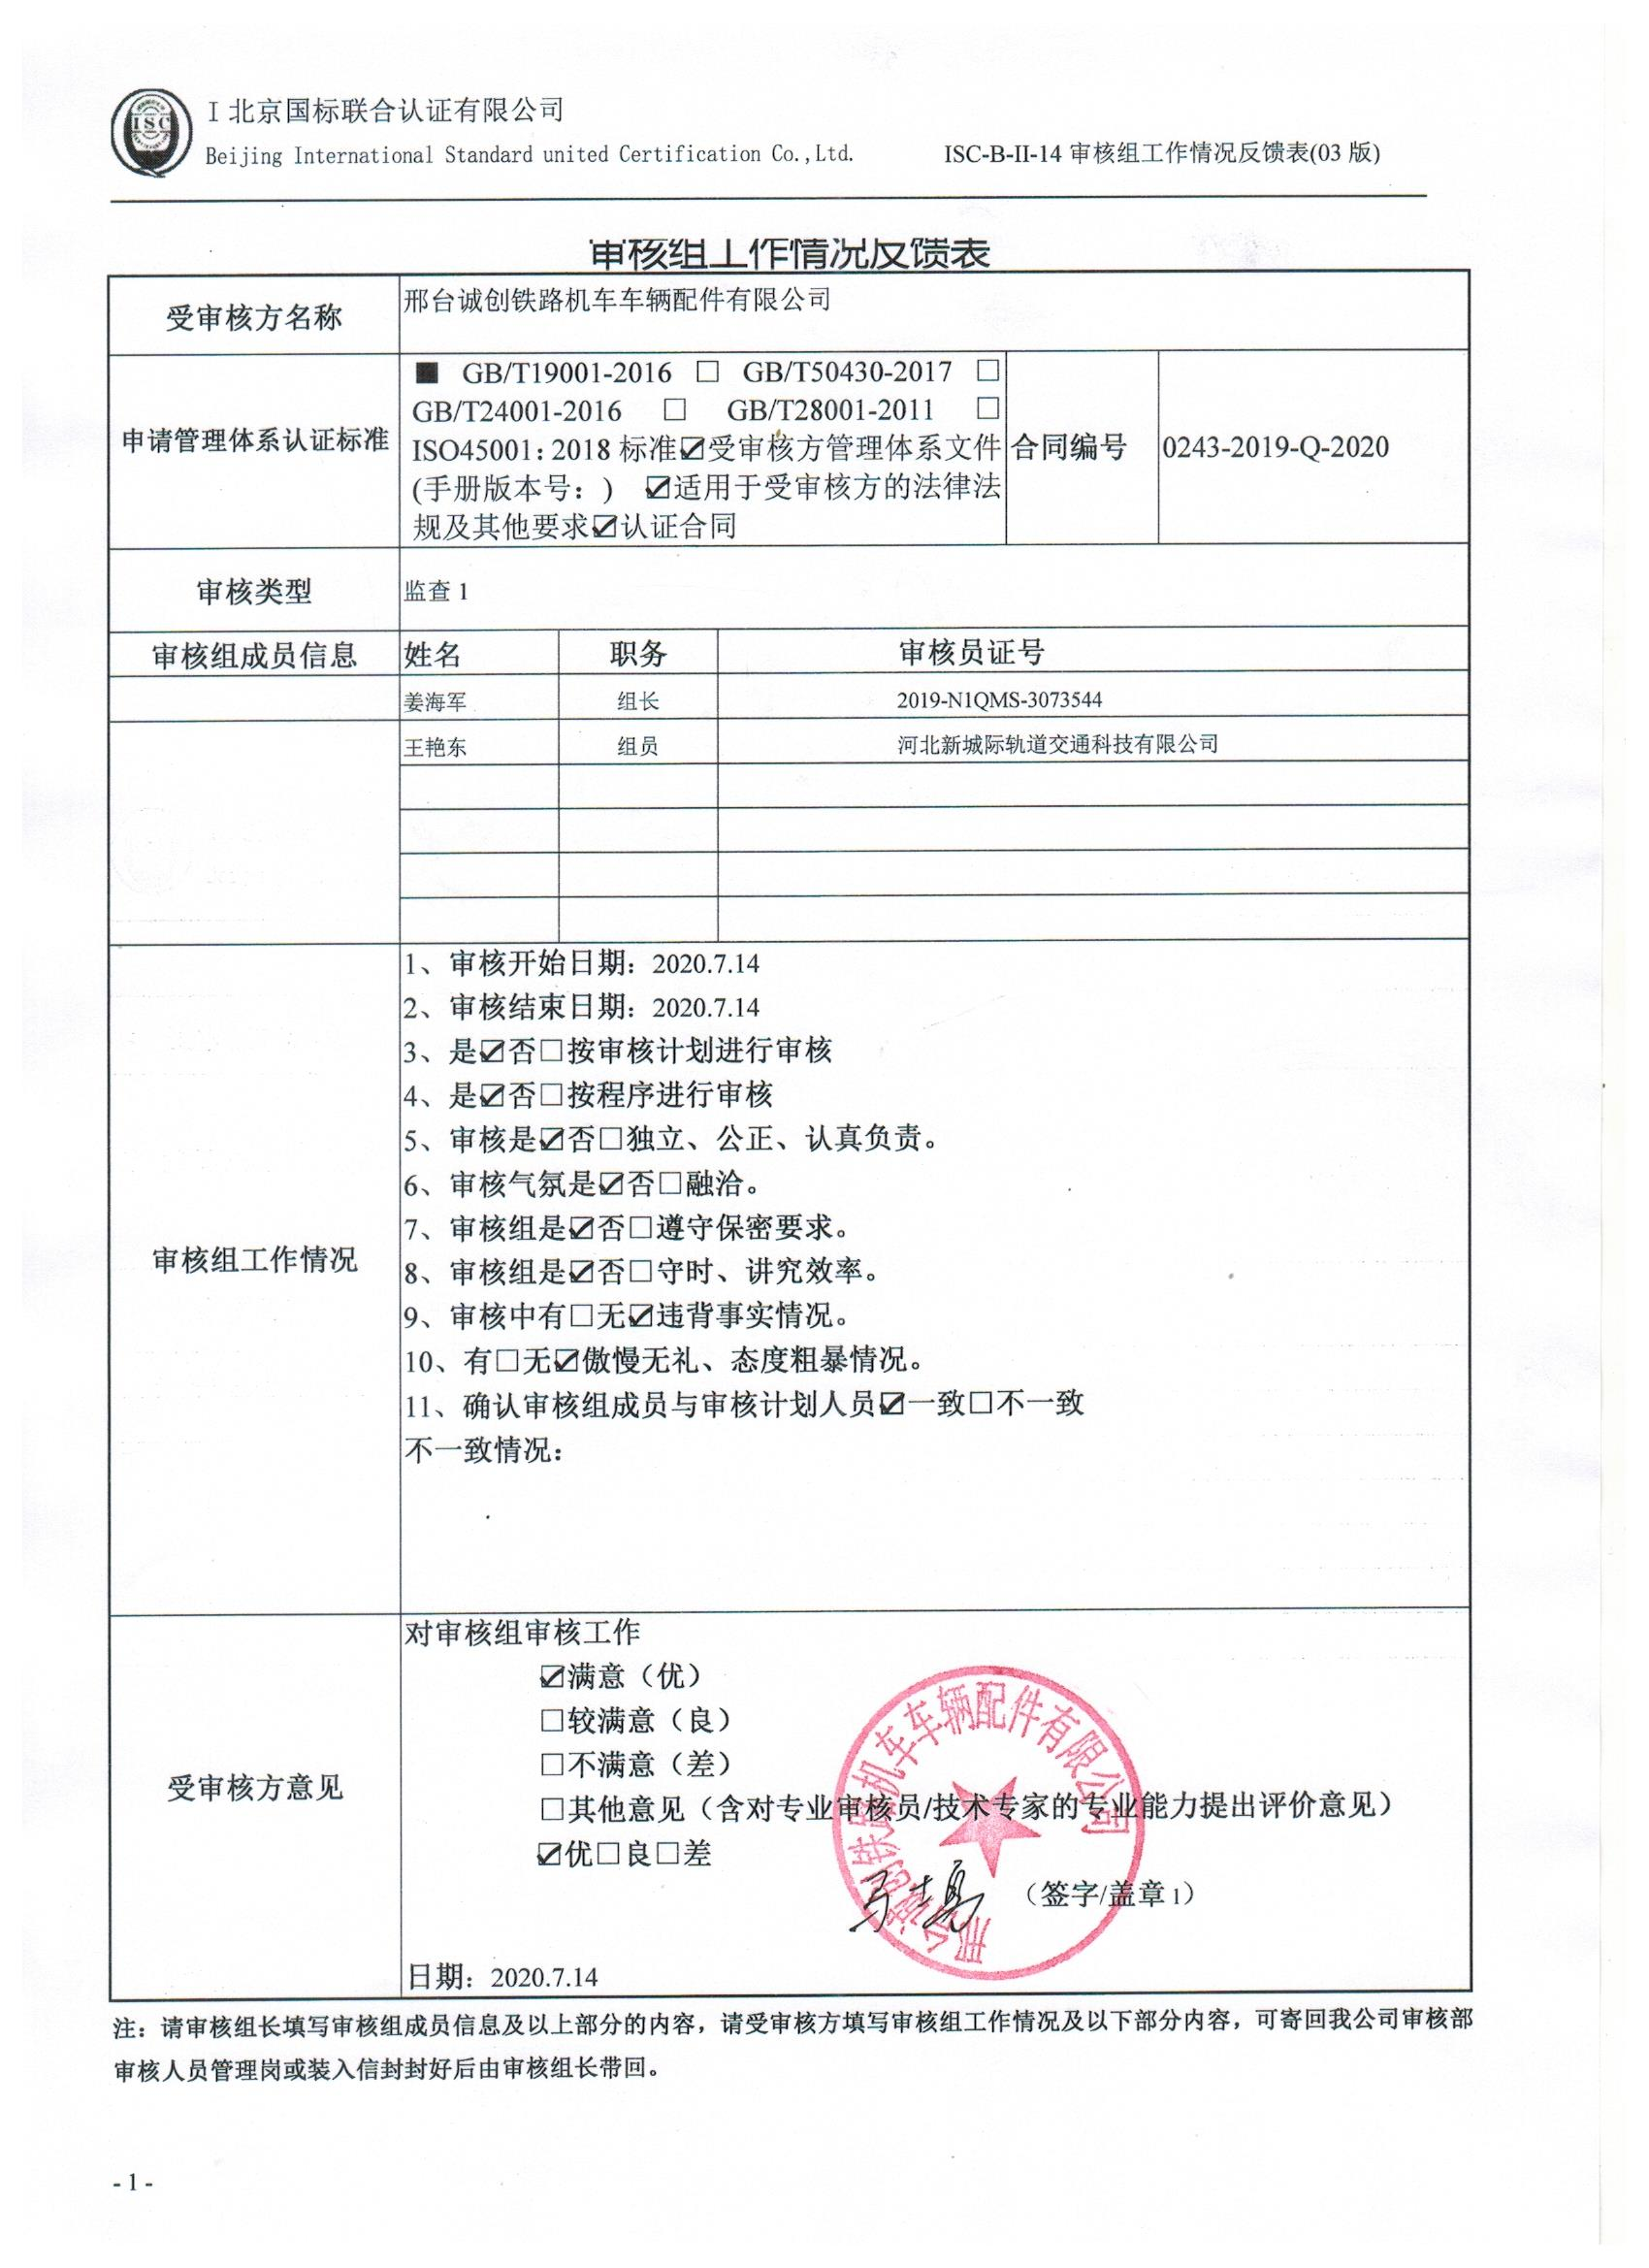 ISC
I 北京国标联合认证有限公司
Beijing International Standard united Certification Co.,Ltd.
ISC-B-II-14 审核组工作情况反馈表(03 版)
审核组工作情况反馈表
受审核方名称
邢台诚创铁路机车车辆配件有限公司
申请管理体系认证标准
■ GB/T19001-2016 □ GB/T50430-2017 □
GB/T24001-2016 □ GB/T28001-2011 □
ISO45001:2018 标准☑受审核方管理体系文件
(手册版本号: ) ☑适用于受审核方的法律法
规及其他要求☑认证合同
合同编号
0243-2019-Q-2020
审核类型
监查 1
审核组成员信息
姓名 职务 审核员证号
姜海军 组长 2019-N1QMS-3073544
王艳东 组员 河北新城际轨道交通科技有限公司
审核组工作情况
1、审核开始日期：2020.7.14
2、审核结束日期：2020.7.14
3、是☑否□按审核计划进行审核
4、是☑否□按程序进行审核
5、审核是☑否□独立、公正、认真负责。
6、审核气氛是☑否□融洽。
7、审核组是☑否□遵守保密要求。
8、审核组是☑否□守时、讲究效率。
9、审核中有□无☑违背事实情况。
10、有□无☑傲慢无礼、态度粗暴情况。
11、确认审核组成员与审核计划人员☑一致□不一致
不一致情况：
受审核方意见
对审核组审核工作
☑满意（优）
□较满意（良）
□不满意（差）
□其他意见（含对专业审核员/技术专家的专业能力提出评价意见）
☑优□良□差
（签字/盖章 1）
邢台诚创铁路机车车辆配件有限公司
日期：2020.7.14
注：请审核组长填写审核组成员信息及以上部分的内容，请受审核方填写审核组工作情况及以下部分内容，可寄回我公司审核部
审核人员管理岗或装入信封封好后由审核组长带回。
- 1 -